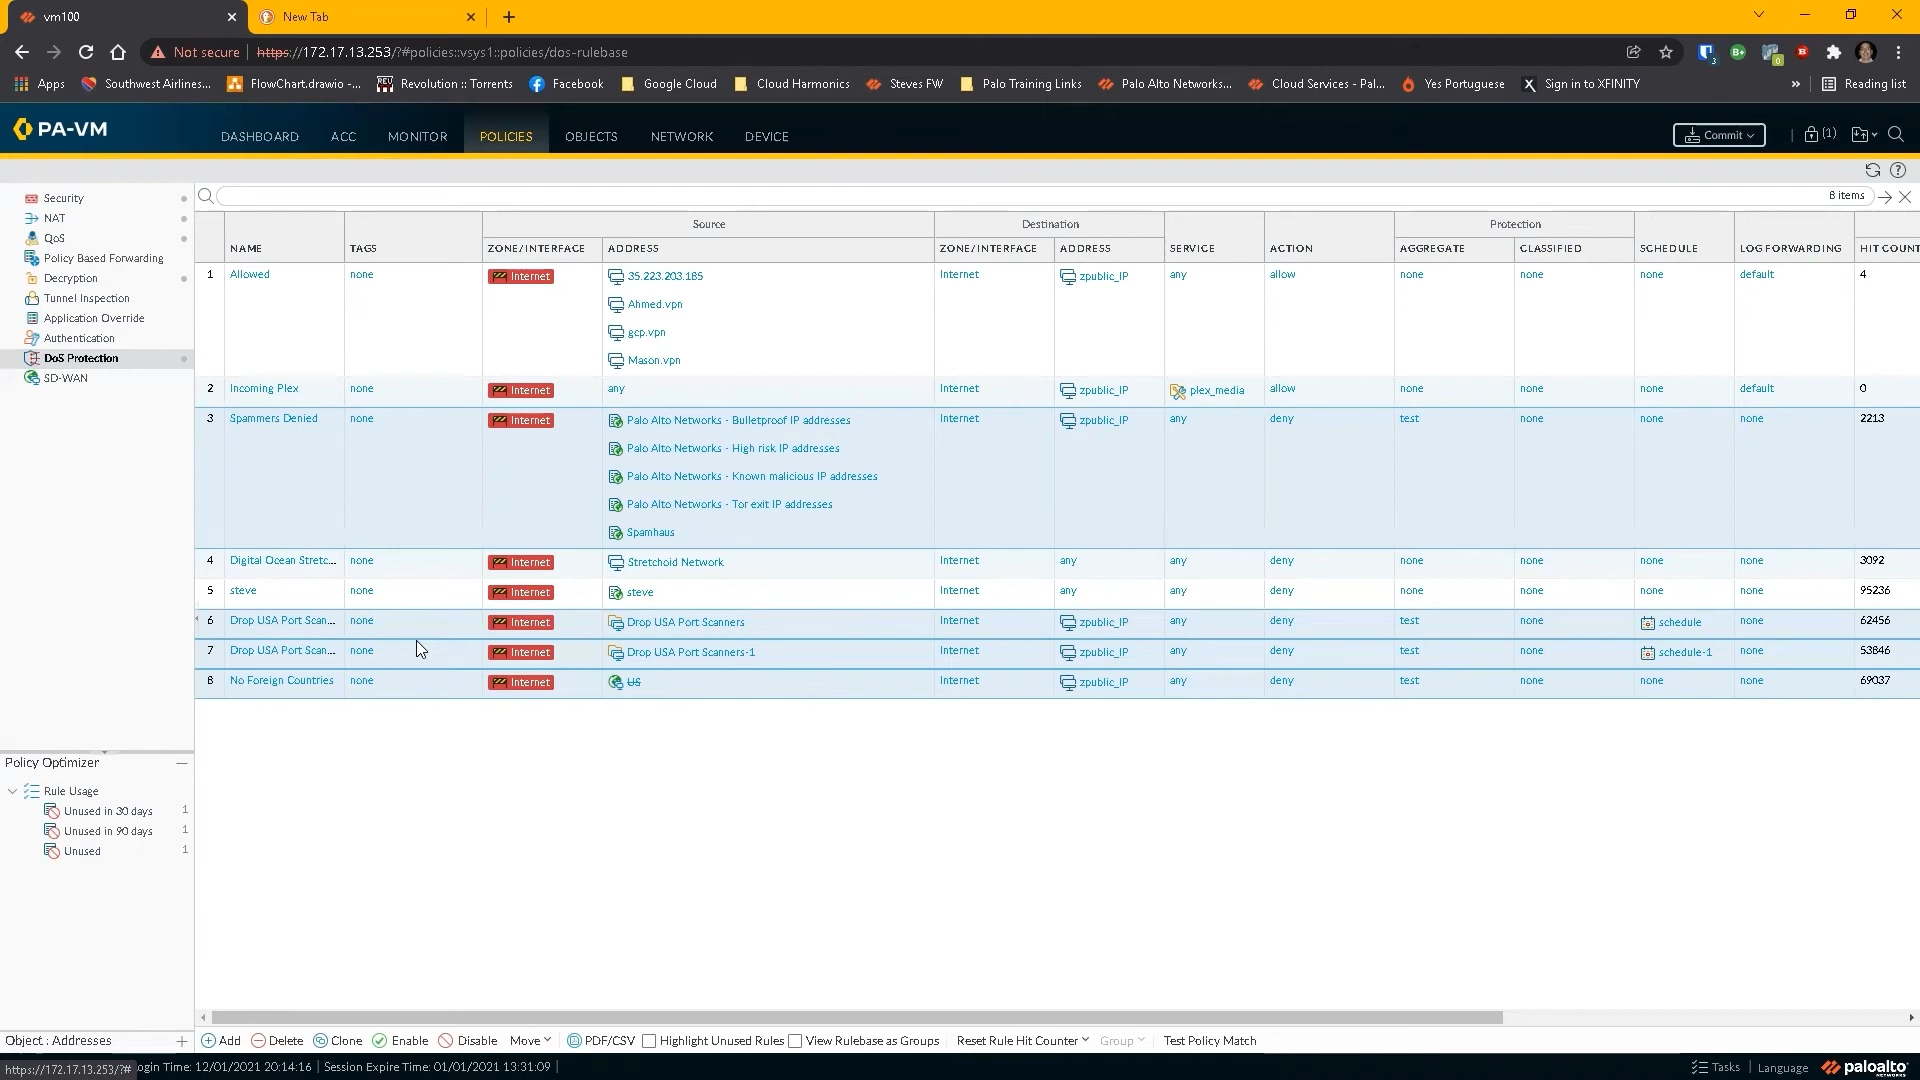 vm100
New Tab
Not secure https://172.17.13.253/?#policies::vsys1::policies/dos-rulebase
Apps Southwest Airlines... FlowChart.drawio -... Revolution :: Torrents Facebook Google Cloud Cloud Harmonics Steves FW Palo Training Links Palo Alto Networks... Cloud Services - Pal... Yes Portuguese Sign in to XFINITY » Reading list
PA-VM DASHBOARD ACC MONITOR POLICIES OBJECTS NETWORK DEVICE Commit (1)
Security
NAT
QoS
Policy Based Forwarding
Decryption
Tunnel Inspection
Application Override
Authentication
DoS Protection
SD-WAN
8 items
Source Destination Protection
NAME TAGS ZONE/INTERFACE ADDRESS ZONE/INTERFACE ADDRESS SERVICE ACTION AGGREGATE CLASSIFIED SCHEDULE LOG FORWARDING HIT COUNT
1 Allowed none Internet 35.223.203.185 Internet zpublic_IP any allow none none none default 4
Ahmed.vpn
gcp.vpn
Mason.vpn
2 Incoming Plex none Internet any Internet zpublic_IP plex_media allow none none none default 0
3 Spammers Denied none Internet Palo Alto Networks - Bulletproof IP addresses Internet zpublic_IP any deny test none none none 2213
Palo Alto Networks - High risk IP addresses
Palo Alto Networks - Known malicious IP addresses
Palo Alto Networks - Tor exit IP addresses
Spamhaus
4 Digital Ocean Stretc... none Internet Stretchoid Network Internet any any deny none none none none 3092
5 steve none Internet steve Internet any any deny none none none none 95236
6 Drop USA Port Scan... none Internet Drop USA Port Scanners Internet zpublic_IP any deny test none schedule none 62456
7 Drop USA Port Scan... none Internet Drop USA Port Scanners-1 Internet zpublic_IP any deny test none schedule-1 none 53846
8 No Foreign Countries none Internet US Internet zpublic_IP any deny test none none none 69037
Policy Optimizer
Rule Usage
Unused in 30 days 1
Unused in 90 days 1
Unused 1
Object : Addresses
Add Delete Clone Enable Disable Move PDF/CSV Highlight Unused Rules View Rulebase as Groups Reset Rule Hit Counter Group Test Policy Match
https://172.17.13.253/?# ogin Time: 12/01/2021 20:14:16 | Session Expire Time: 01/01/2021 13:31:09 | Tasks | Language paloalto